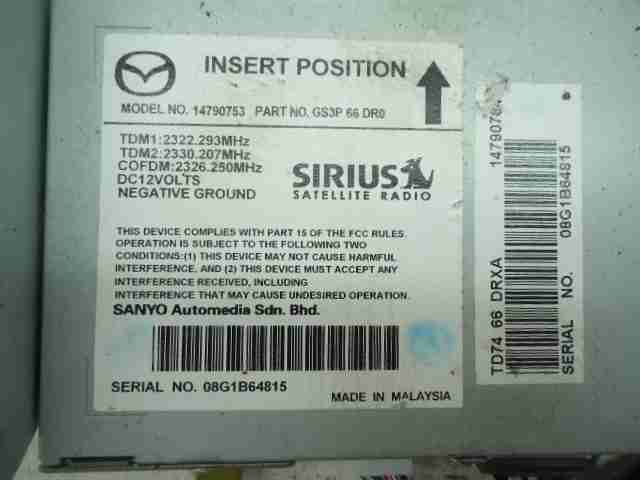 INSERT POSITION
MODEL NO. 14790753 PART NO. GS3P 66 DR0
TDM1:2322.293MHz
TDM2:2330.207MHz
COFDM:2326.250MHz
DC12VOLTS
NEGATIVE GROUND
SIRIUS
SATELLITE RADIO
THIS DEVICE COMPLIES WITH PART 15 OF THE FCC RULES.
OPERATION IS SUBJECT TO THE FOLLOWING TWO
CONDITIONS:(1) THIS DEVICE MAY NOT CAUSE HARMFUL
INTERFERENCE, AND (2) THIS DEVICE MUST ACCEPT ANY
INTERFERENCE RECEIVED, INCLUDING
INTERFERENCE THAT MAY CAUSE UNDESIRED OPERATION.
SANYO Automedia Sdn. Bhd.
SERIAL NO. 08G1B64815
MADE IN MALAYSIA
TD74 66 DRXA
SERIAL NO. 08G1B64815